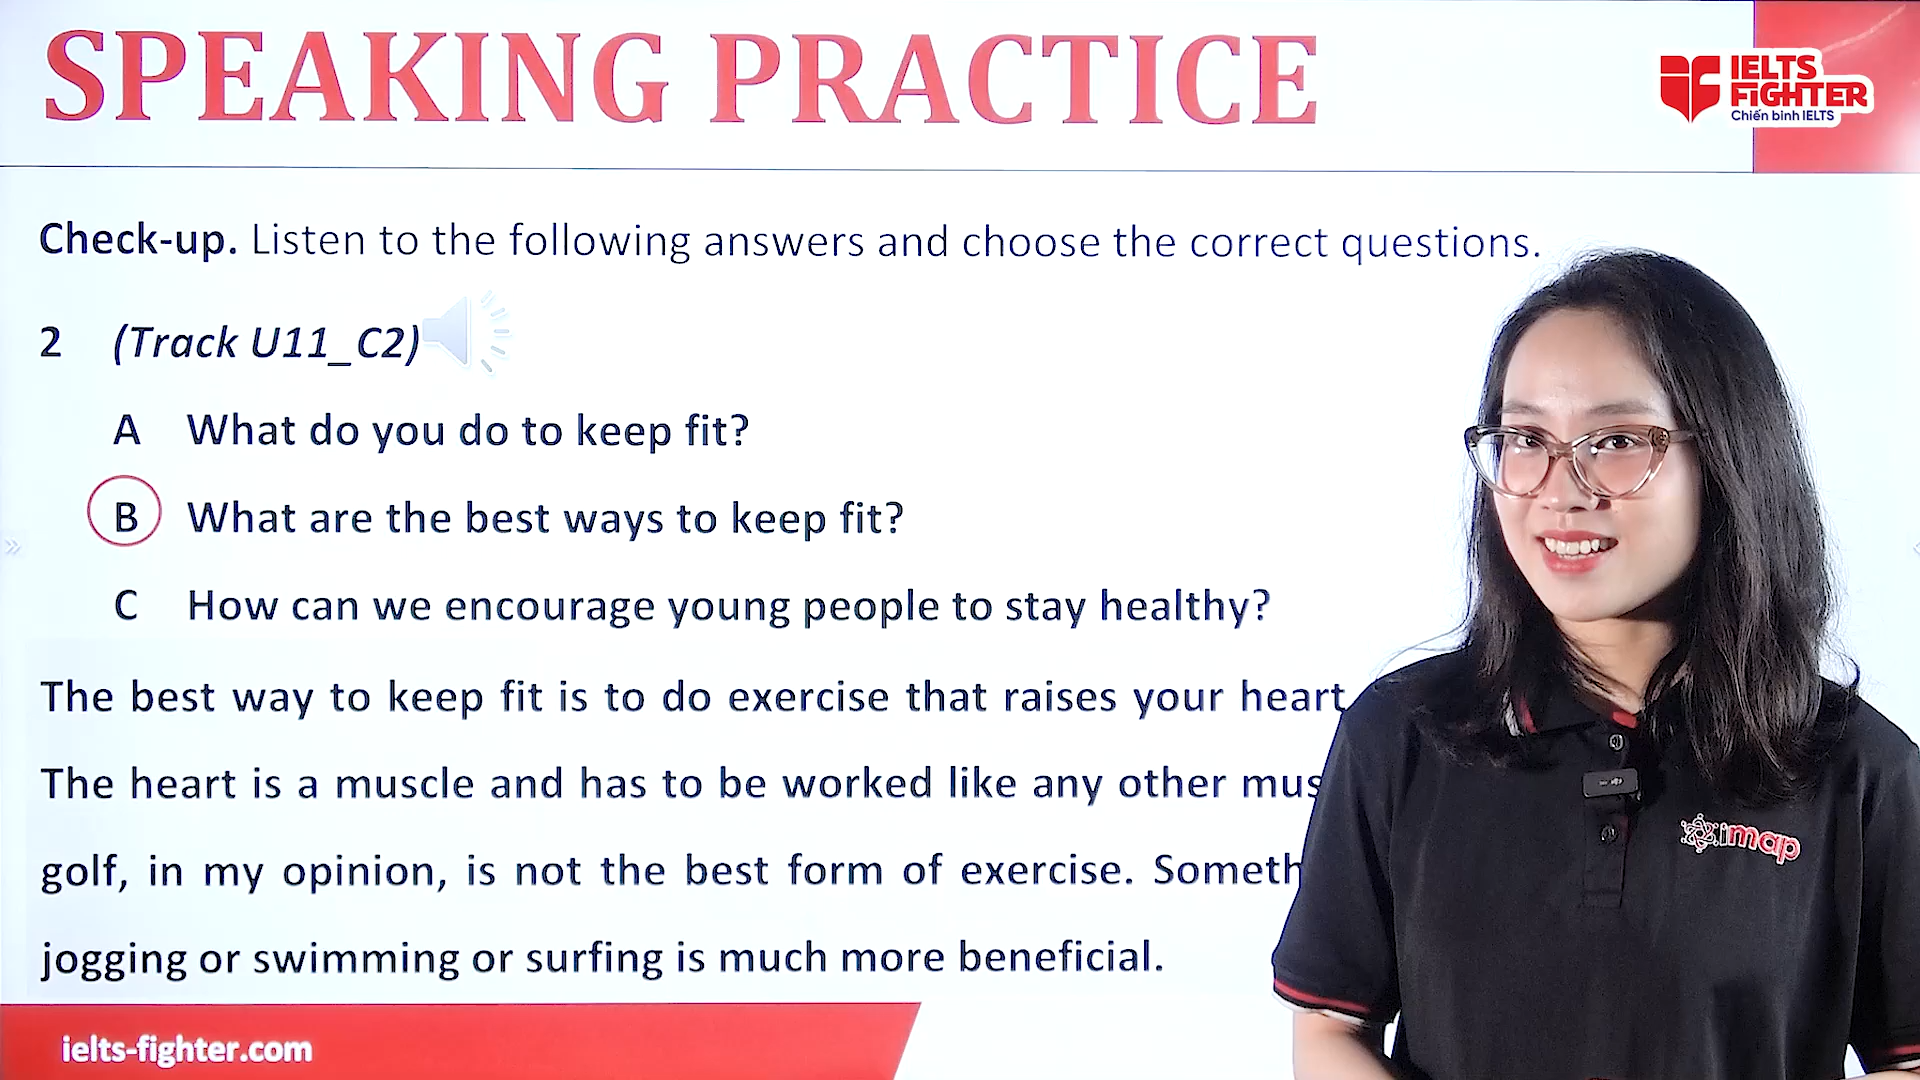 SPEAKING PRACTICE
IELTS
FIGHTER
Chiến binh IELTS
Check-up. Listen to the following answers and choose the correct questions.
2 (Track U11_C2)
A What do you do to keep fit?
B What are the best ways to keep fit?
C How can we encourage young people to stay healthy?
The best way to keep fit is to do exercise that raises your heart
The heart is a muscle and has to be worked like any other
golf, in my opinion, is not the best form of exercise.
jogging or swimming or surfing is much more beneficial.
imap
ielts-fighter.com